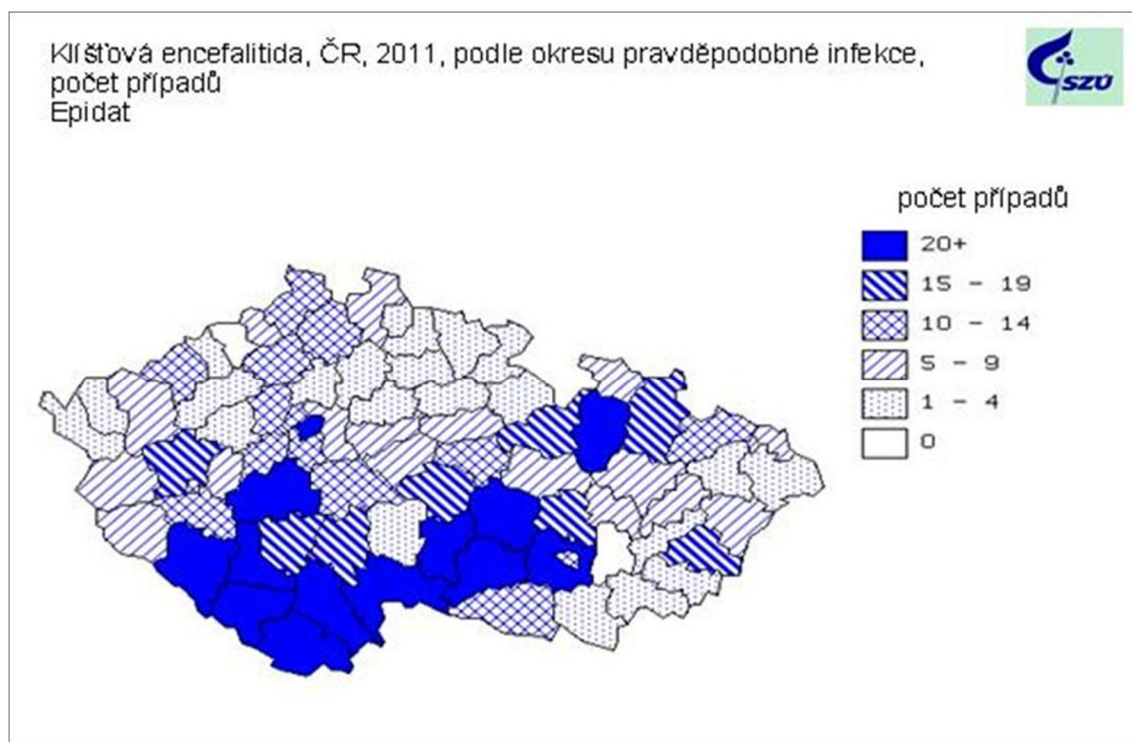 Klíšťová encefalitida, ČR, 2011, podle okresu pravděpodobné infekce,
počet případů
Epidat
SZÚ
počet případů
20+
15 – 19
10 – 14
5 – 9
1 – 4
0